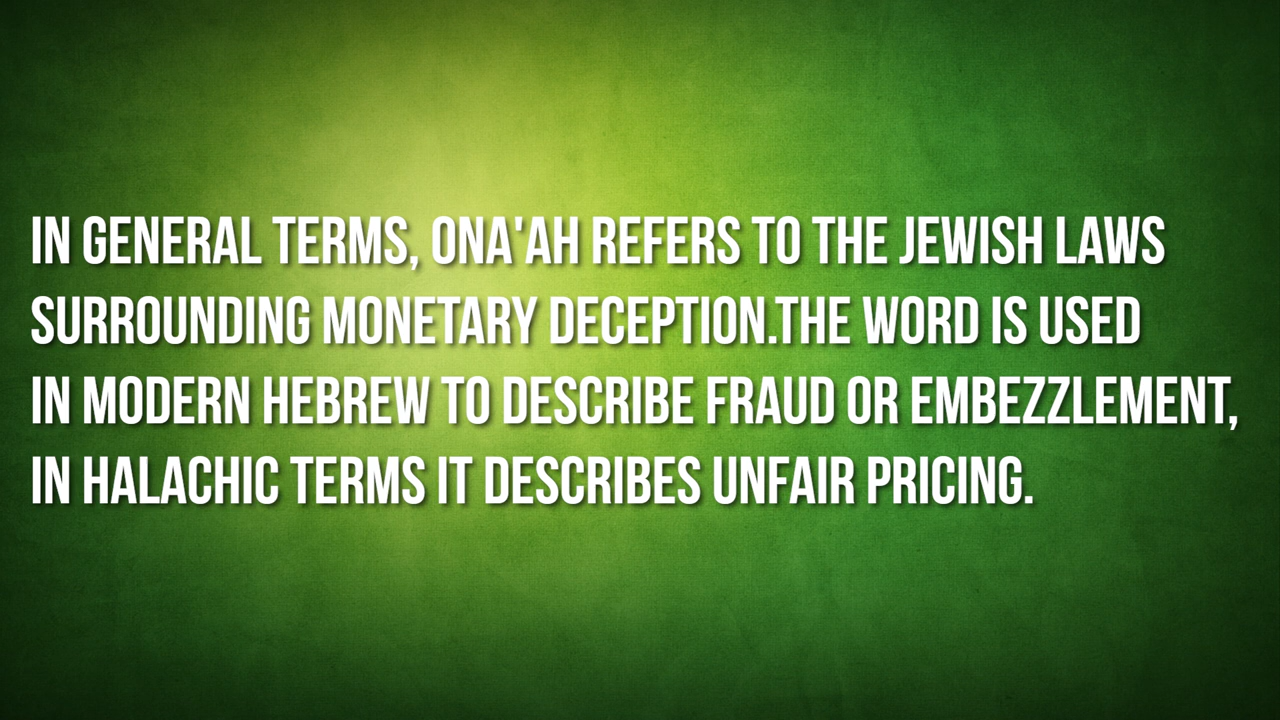 IN GENERAL TERMS, ONA'AH REFERS TO THE JEWISH LAWS
SURROUNDING MONETARY DECEPTION.THE WORD IS USED
IN MODERN HEBREW TO DESCRIBE FRAUD OR EMBEZZLEMENT,
IN HALACHIC TERMS IT DESCRIBES UNFAIR PRICING.